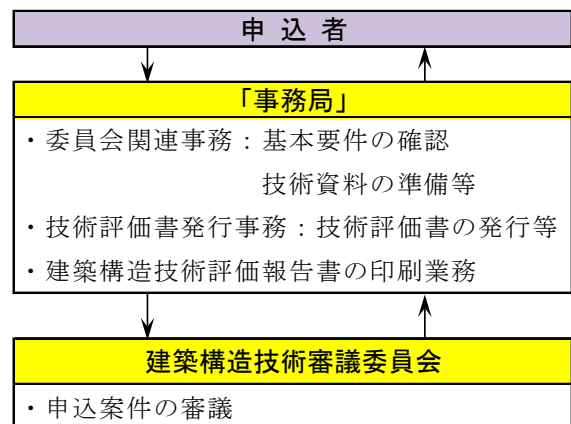 申 込 者
「事務局」
・委員会関連事務：基本要件の確認
技術資料の準備等
・技術評価書発行事務：技術評価書の発行等
・建築構造技術評価報告書の印刷業務
建築構造技術審議委員会
・申込案件の審議